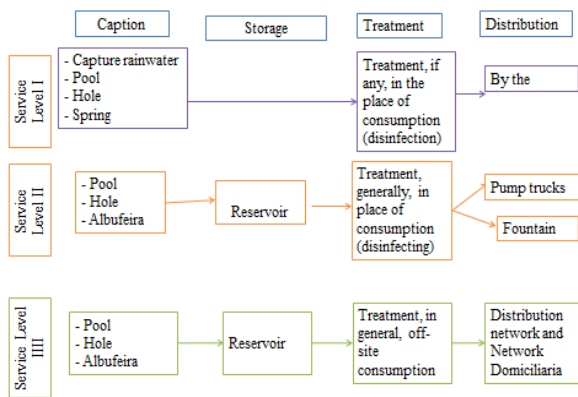 Caption
Storage
Treatment
Distribution
Service
Level I
- Capture rainwater
- Pool
- Hole
- Spring
Treatment, if
any, in the
place of
consumption
(disinfection)
By the
Service
Level II
- Pool
- Hole
- Albufeira
Reservoir
Treatment,
generally, in
place of
consumption
(disinfecting)
Pump trucks
Fountain
Service Level
IIII
- Pool
- Hole
- Albufeira
Reservoir
Treatment, in
general, off-
site
consumption
Distribution
network and
Network
Domiciliaria